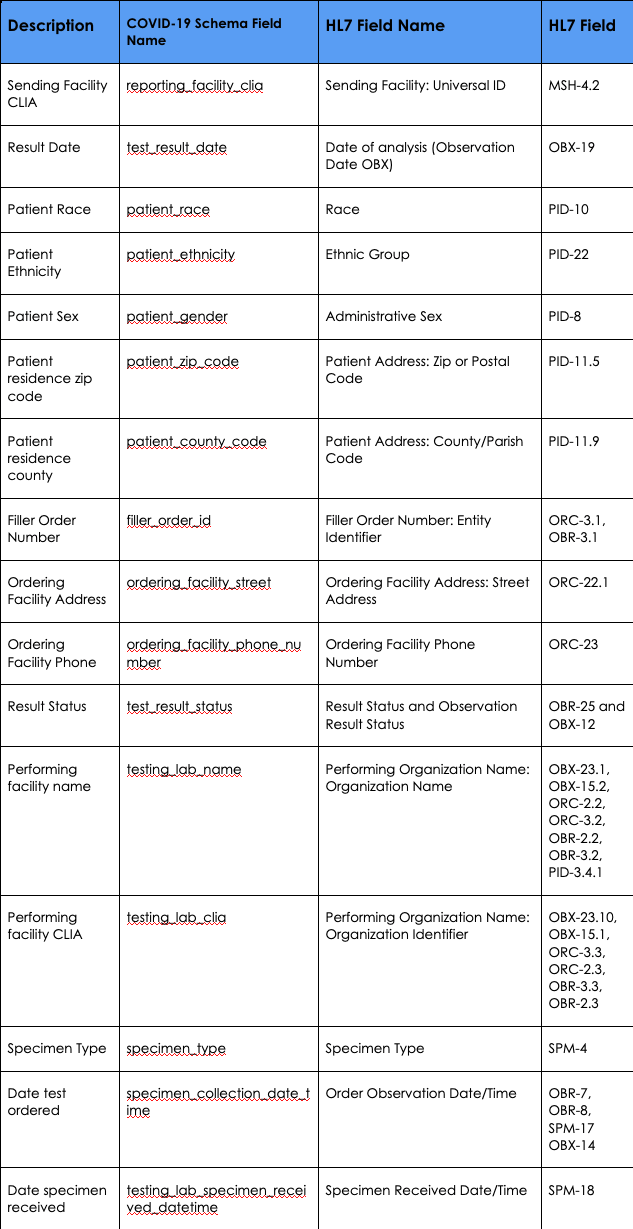 Description
COVID-19 Schema Field
Name
HL7 Field Name
HL7 Field
Sending Facility
CLIA
reporting_facility_clia
Sending Facility: Universal ID
MSH-4.2
Result Date
test_result_date
Date of analysis (Observation
Date OBX)
OBX-19
Patient Race
patient_race
Race
PID-10
Patient
Ethnicity
patient_ethnicity
Ethnic Group
PID-22
Patient Sex
patient_gender
Administrative Sex
PID-8
Patient
residence zip
code
patient_zip_code
Patient Address: Zip or Postal
Code
PID-11.5
Patient
residence
county
patient_county_code
Patient Address: County/Parish
Code
PID-11.9
Filler Order
Number
filler_order_id
Filler Order Number: Entity
Identifier
ORC-3.1,
OBR-3.1
Ordering
Facility Address
ordering_facility_street
Ordering Facility Address: Street
Address
ORC-22.1
Ordering
Facility Phone
ordering_facility_phone_nu
mber
Ordering Facility Phone
Number
ORC-23
Result Status
test_result_status
Result Status and Observation
Result Status
OBR-25 and
OBX-12
Performing
facility name
testing_lab_name
Performing Organization Name:
Organization Name
OBX-23.1,
OBX-15.2,
ORC-2.2,
ORC-3.2,
OBR-2.2,
OBR-3.2,
PID-3.4.1
Performing
facility CLIA
testing_lab_clia
Performing Organization Name:
Organization Identifier
OBX-23.10,
OBX-15.1,
ORC-3.3,
ORC-2.3,
OBR-3.3,
OBR-2.3
Specimen Type
specimen_type
Specimen Type
SPM-4
Date test
ordered
specimen_collection_date_t
ime
Order Observation Date/Time
OBR-7,
OBR-8,
SPM-17
OBX-14
Date specimen
received
testing_lab_specimen_recei
ved_datetime
Specimen Received Date/Time
SPM-18